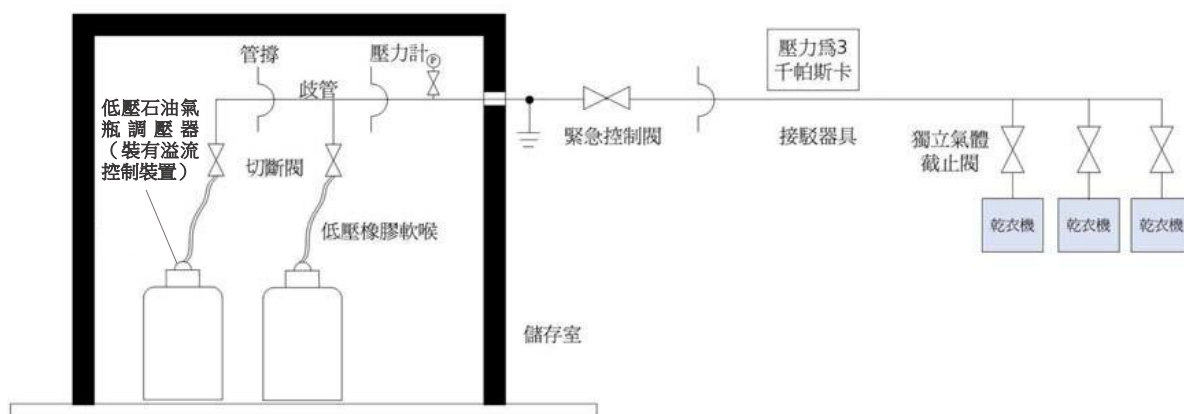 管撐
歧管
壓力計
P
低壓石油氣
瓶調壓器
（裝有溢流
控制裝置）
切斷閥
低壓橡膠軟喉
儲存室
緊急控制閥
壓力爲3
千帕斯卡
接駁器具
獨立氣體
截止閥
乾衣機
乾衣機
乾衣機